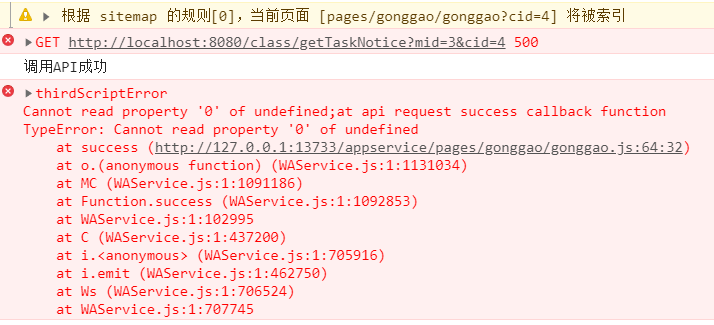 根据 sitemap 的规则[0]，当前页面 [pages/gonggao/gonggao?cid=4] 将被索引
GET http://localhost:8080/class/getTaskNotice?mid=3&cid=4 500
调用API成功
thirdScriptError
Cannot read property '0' of undefined;at api request success callback function
TypeError: Cannot read property '0' of undefined
at success (http://127.0.0.1:13733/appservice/pages/gonggao/gonggao.js:64:32)
at o.(anonymous function) (WAService.js:1:1131034)
at MC (WAService.js:1:1091186)
at Function.success (WAService.js:1:1092853)
at WAService.js:1:102995
at C (WAService.js:1:437200)
at i.<anonymous> (WAService.js:1:705916)
at i.emit (WAService.js:1:462750)
at Ws (WAService.js:1:706524)
at WAService.js:1:707745